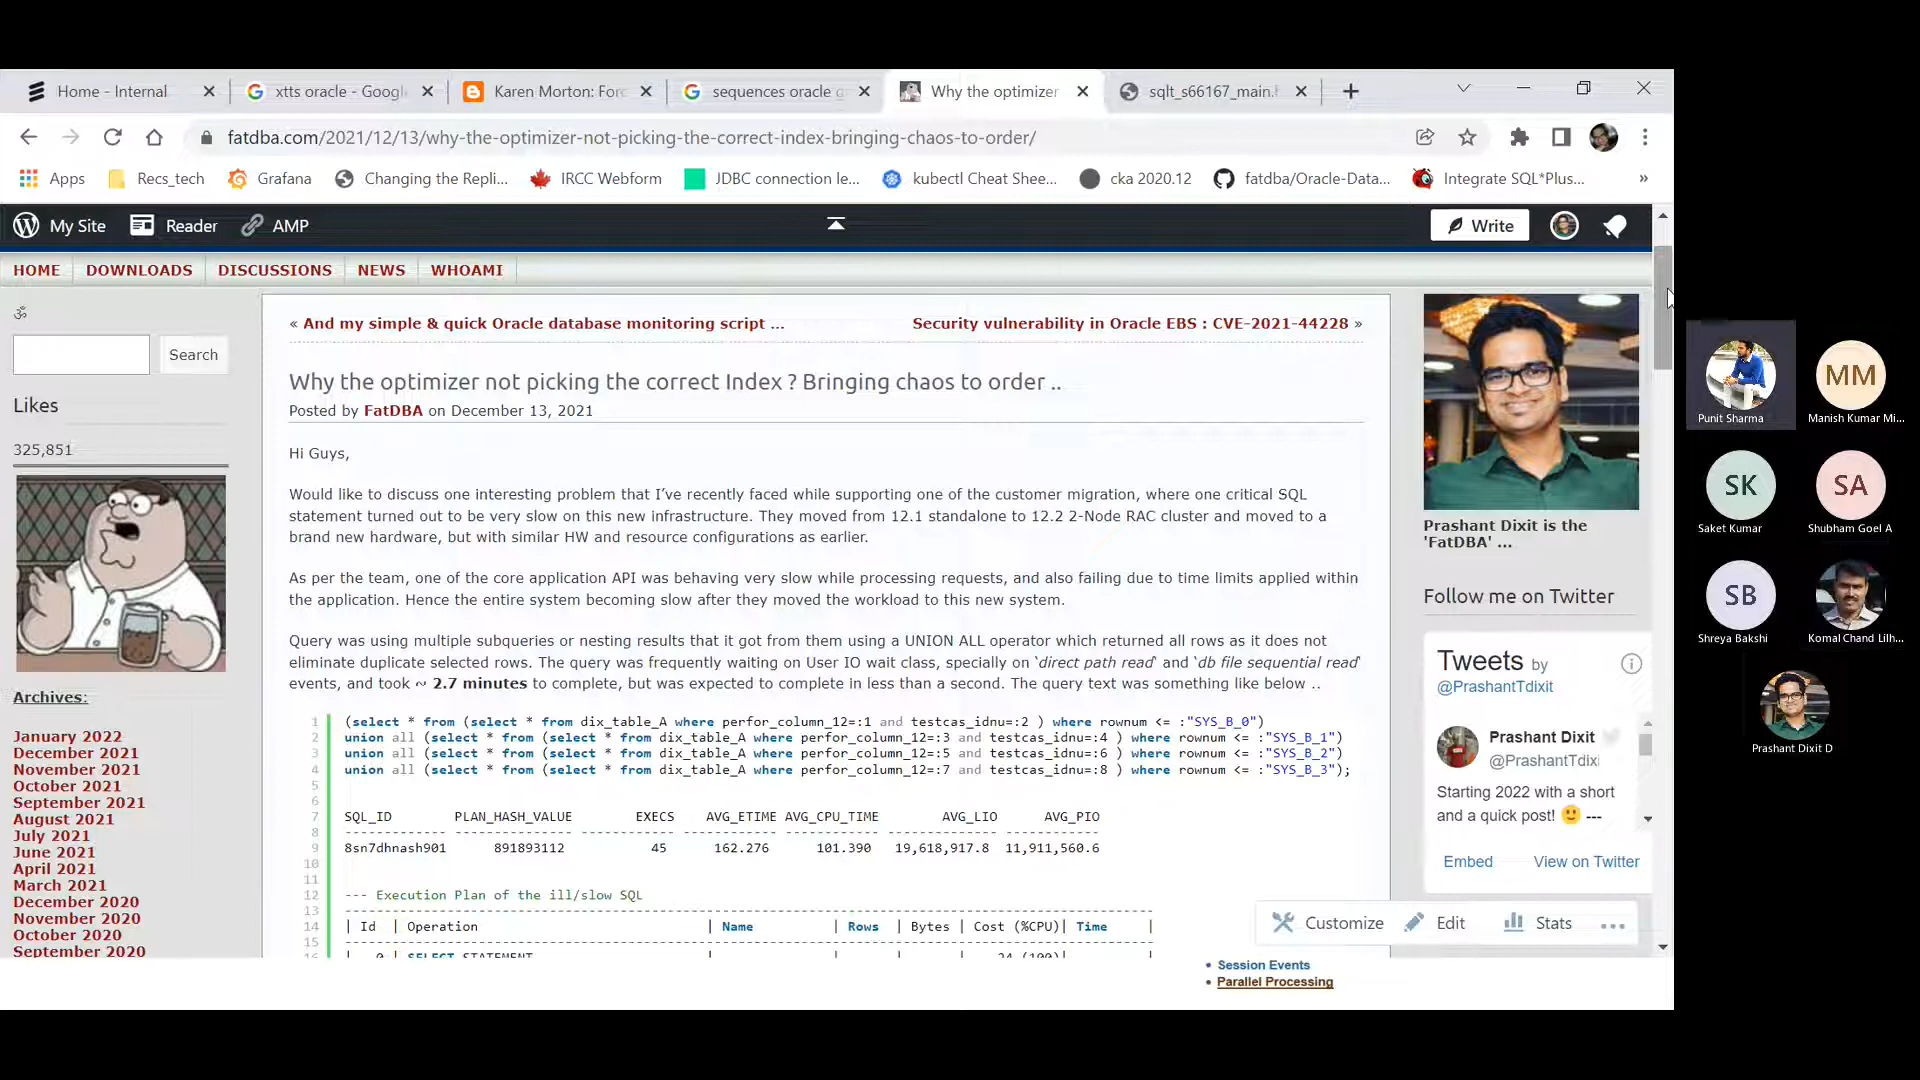 Home - Internal
xtts oracle - Googl
Karen Morton: For
sequences oracle
Why the optimizer
sqlt_s66167_main.
fatdba.com/2021/12/13/why-the-optimizer-not-picking-the-correct-index-bringing-chaos-to-order/
Apps
Recs_tech
Grafana
Changing the Repli...
IRCC Webform
JDBC connection le...
kubectl Cheat Shee...
cka 2020.12
fatdba/Oracle-Data...
Integrate SQL*Plus...
»
My Site
Reader
AMP
Write
HOME
DOWNLOADS
DISCUSSIONS
NEWS
WHOAMI
ॐ
Search
Likes
325,851
Archives:
January 2022
December 2021
November 2021
October 2021
September 2021
August 2021
July 2021
June 2021
April 2021
March 2021
December 2020
November 2020
October 2020
September 2020
« And my simple & quick Oracle database monitoring script ...
Security vulnerability in Oracle EBS : CVE-2021-44228 »
Why the optimizer not picking the correct Index ? Bringing chaos to order ..
Posted by FatDBA on December 13, 2021
Hi Guys,
Would like to discuss one interesting problem that I’ve recently faced while supporting one of the customer migration, where one critical SQL
statement turned out to be very slow on this new infrastructure. They moved from 12.1 standalone to 12.2 2-Node RAC cluster and moved to a
brand new hardware, but with similar HW and resource configurations as earlier.
As per the team, one of the core application API was behaving very slow while processing requests, and also failing due to time limits applied within
the application. Hence the entire system becoming slow after they moved the workload to this new system.
Query was using multiple subqueries or nesting results that it got from them using a UNION ALL operator which returned all rows as it does not
eliminate duplicate selected rows. The query was frequently waiting on User IO wait class, specially on ‘direct path read‘ and ‘db file sequential read‘
events, and took ~ 2.7 minutes to complete, but was expected to complete in less than a second. The query text was something like below ..
1 (select * from (select * from dix_table_A where perfor_column_12=:1 and testcas_idnu=:2 ) where rownum <= :"SYS_B_0")
2 union all (select * from (select * from dix_table_A where perfor_column_12=:3 and testcas_idnu=:4 ) where rownum <= :"SYS_B_1")
3 union all (select * from (select * from dix_table_A where perfor_column_12=:5 and testcas_idnu=:6 ) where rownum <= :"SYS_B_2")
4 union all (select * from (select * from dix_table_A where perfor_column_12=:7 and testcas_idnu=:8 ) where rownum <= :"SYS_B_3");
5
6
7 SQL_ID PLAN_HASH_VALUE EXECS AVG_ETIME AVG_CPU_TIME AVG_LIO AVG_PIO
8 ------------- --------------- ------------ ------------ ------------ -------------- ------------
9 8sn7dhnash901 891893112 45 162.276 101.390 19,618,917.8 11,911,560.6
10
11
12 --- Execution Plan of the ill/slow SQL
13
14 | Id | Operation | Name | Rows | Bytes | Cost (%CPU)| Time |
15
16 | 0 | SELECT STATEMENT | | | | 24 (100)| |
Prashant Dixit is the
'FatDBA' ...
Follow me on Twitter
Tweets by
@PrashantTdixit
Prashant Dixit
@PrashantTdixi
Starting 2022 with a short
and a quick post! 🙂 ---
Embed
View on Twitter
Customize
Edit
Stats
...
• Session Events
• Parallel Processing
Punit Sharma
MM
Manish Kumar Mi...
SK
Saket Kumar
SA
Shubham Goel A
SB
Shreya Bakshi
Komal Chand Lilh...
Prashant Dixit D